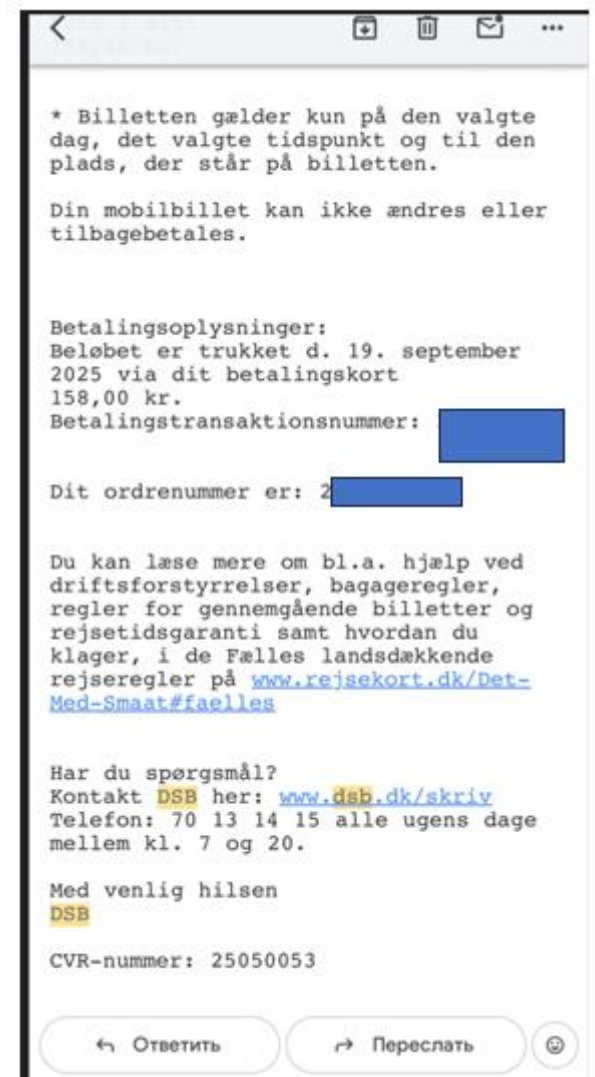 * Billetten gælder kun på den valgte
dag, det valgte tidspunkt og til den
plads, der står på billetten.
Din mobilbillet kan ikke ændres eller
tilbagebetales.
Betalingsoplysninger:
Beløbet er trukket d. 19. september
2025 via dit betalingskort
158,00 kr.
Betalingstransaktionsnummer:
Dit ordrenummer er: 2
Du kan læse mere om bl.a. hjælp ved
driftsforstyrrelser, bagageregler,
regler for gennemgående billetter og
rejsetidsgaranti samt hvordan du
klager, i de Fælles landsdækkende
rejseregler på www.rejsekort.dk/Det-
Med-Smaat#faelles
Har du spørgsmål?
Kontakt DSB her: www.dsb.dk/skriv
Telefon: 70 13 14 15 alle ugens dage
mellem kl. 7 og 20.
Med venlig hilsen
DSB
CVR-nummer: 25050053
Ответить
Переслать